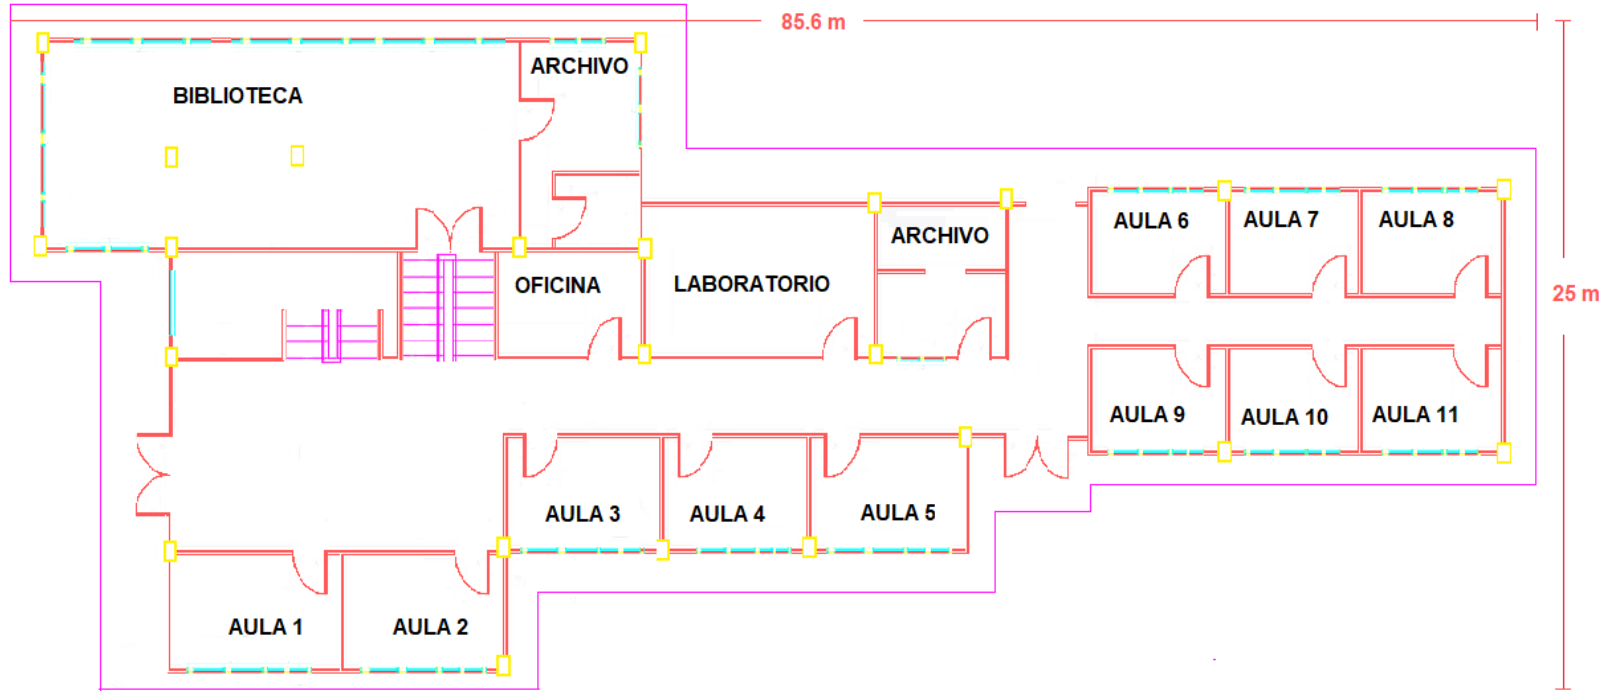 85.6 m
ARCHIVO
BIBLIOTECA
AULA 6
AULA 7
AULA 8
ARCHIVO
OFICINA
LABORATORIO
25 m
AULA 9
AULA 10
AULA 11
AULA 3
AULA 4
AULA 5
AULA 1
AULA 2